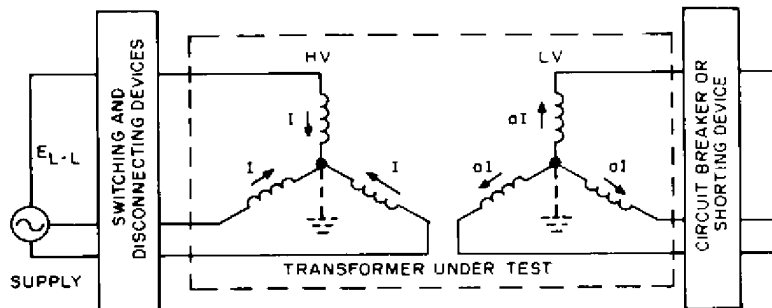 HV
LV
I
aI
E L-L
I
I
aI
aI
SWITCHING AND
DISCONNECTING DEVICES
CIRCUIT BREAKER OR
SHORTING DEVICE
SUPPLY
TRANSFORMER UNDER TEST